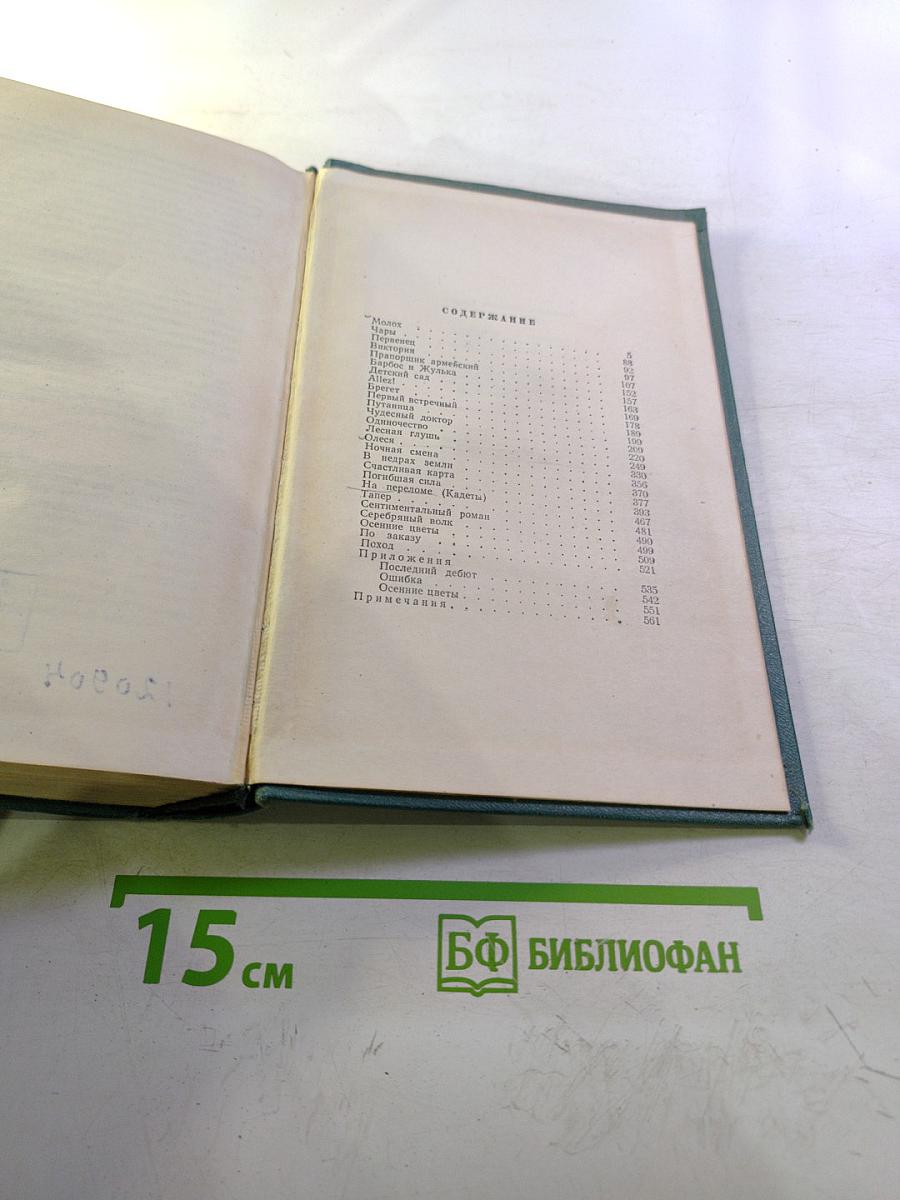 СОДЕРЖАНИЕ
Молох . . . . . . . . . . 5
Чары . . . . . . . . . . 88
Первенец . . . . . . . . . . 92
Виктория . . . . . . . . . . 97
Прапорщик армейский . . . . . . . . 107
Барбос и Жулька . . . . . . . . 152
Детский сад . . . . . . . . . . 157
Allez! . . . . . . . . . . 163
Брегет . . . . . . . . . . 169
Первый встречный . . . . . . . . 178
Путаница . . . . . . . . . . 189
Чудесный доктор . . . . . . . . 199
Одиночество . . . . . . . . . . 209
Лесная глушь . . . . . . . . . . 220
Олеся . . . . . . . . . . 249
Ночная смена . . . . . . . . . . 330
В недрах земли . . . . . . . . 356
Счастливая карта . . . . . . . . 370
Погибшая сила . . . . . . . . 377
На переломе (Кадеты) . . . . . . . . 393
Тапер . . . . . . . . . . 467
Сентиментальный роман . . . . . . . . 481
Серебряный волк . . . . . . . . 490
Осенние цветы . . . . . . . . 499
По заказу . . . . . . . . . . 509
Поход . . . . . . . . . . 521
Приложения
Последний дебют . . . . . . . . 535
Ошибка . . . . . . . . . . 542
Осенние цветы . . . . . . . . 551
Примечания . . . . . . . . . . 561
15 см
БФ БИБЛИОФАН